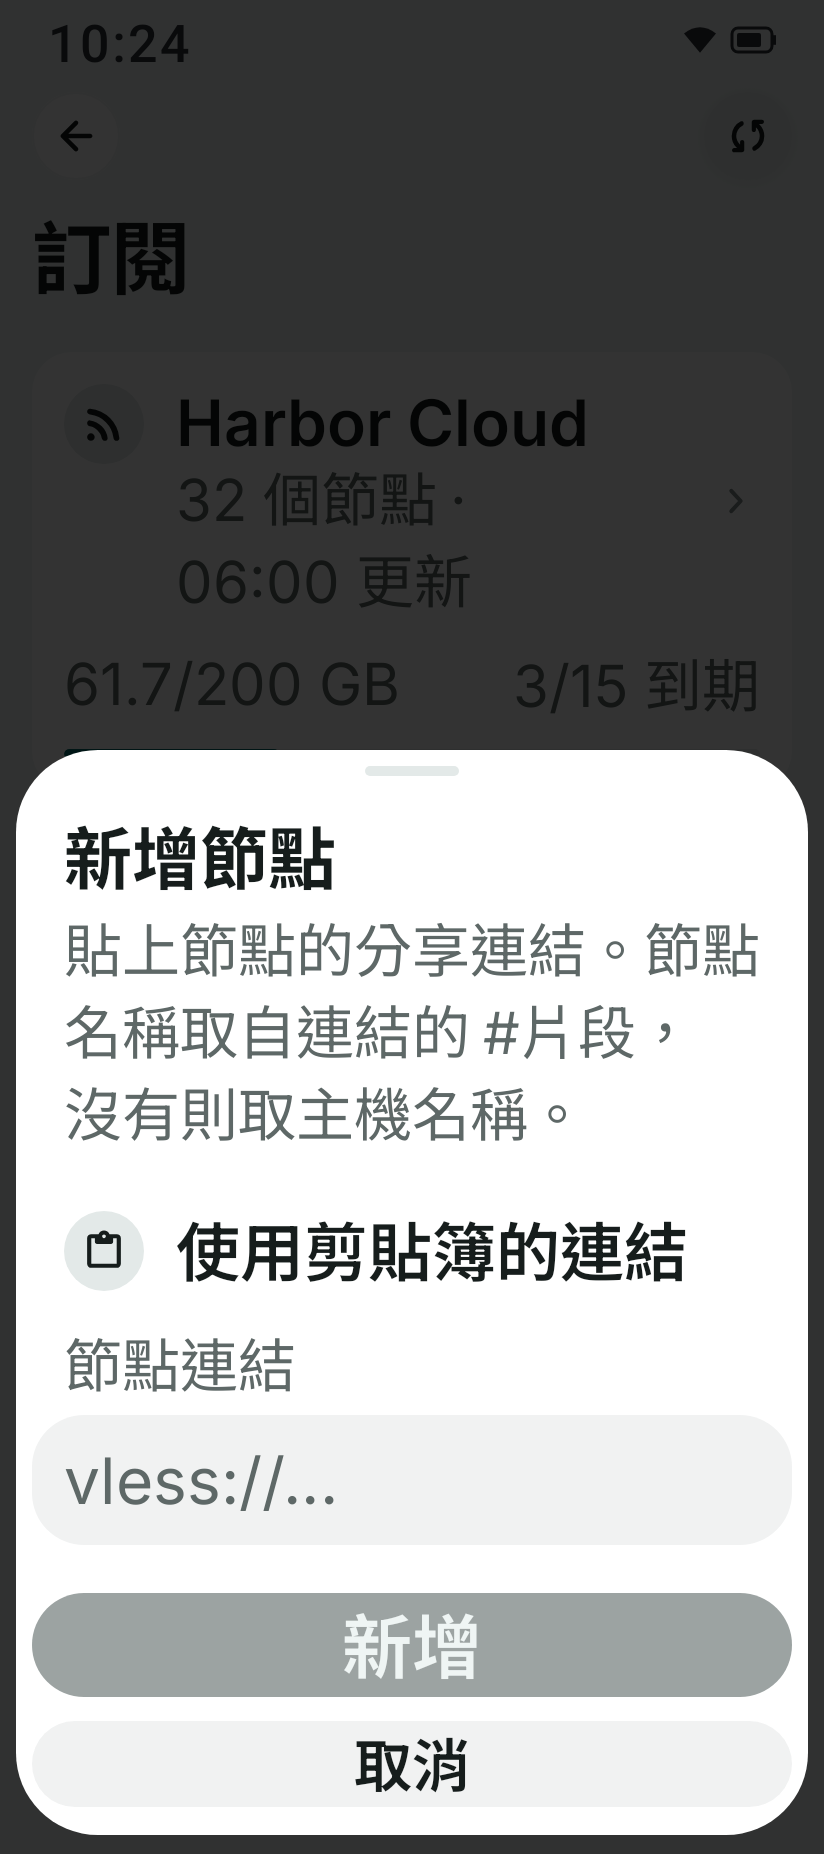 10:24
訂閱
Harbor Cloud
32 個節點 ·
06:00 更新
61.7/200 GB
3/15 到期
新增節點
貼上節點的分享連結。節點
名稱取自連結的 #片段，
沒有則取主機名稱。
使用剪貼簿的連結
節點連結
vless://...
新增
取消